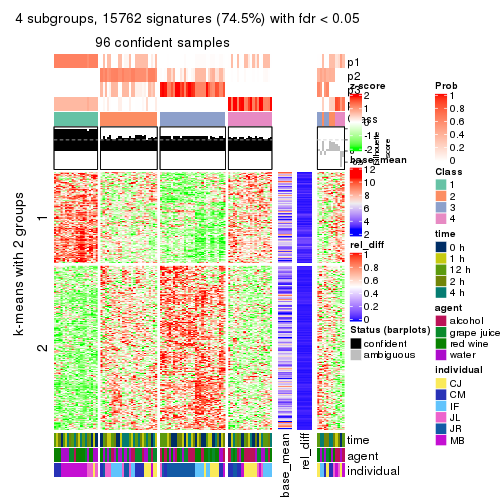 4 subgroups, 15762 signatures (74.5%) with fdr < 0.05
96 confident samples
p1
p2
p3
z-score
2
1
0
-1
-2
Silhouette
score
base_mean
12
10
8
6
4
2
rel_diff
1
0.8
0.6
0.4
0.2
0
Status (barplots)
confident
ambiguous
Prob
1
0.8
0.6
0.4
0.2
0
Class
1
2
3
4
time
0 h
1 h
12 h
2 h
4 h
agent
alcohol
grape juice
red wine
water
individual
CJ
CM
IF
JL
JR
MB
k-means with 2 groups
1
2
base_mean
rel_diff
time
agent
individual